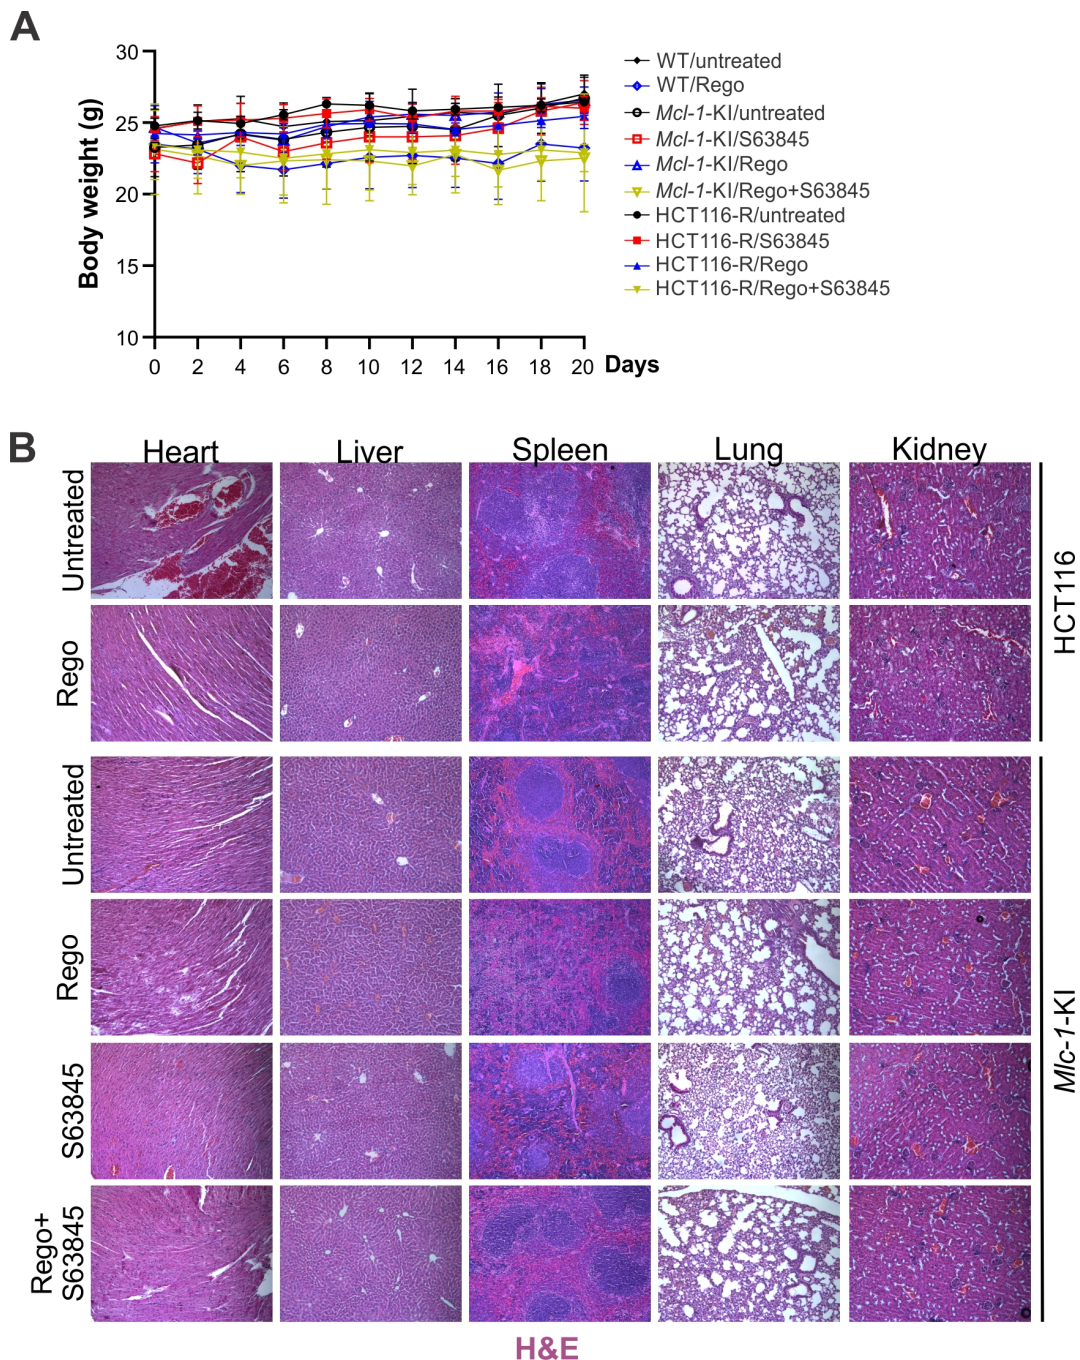 A
30
25
20
15
10
Body weight (g)
0 2 4 6 8 10 12 14 16 18 20 Days
WT/untreated
WT/Rego
Mcl-1-KI/untreated
Mcl-1-KI/S63845
Mcl-1-KI/Rego
Mcl-1-KI/Rego+S63845
HCT116-R/untreated
HCT116-R/S63845
HCT116-R/Rego
HCT116-R/Rego+S63845
B
Heart Liver Spleen Lung Kidney
Untreated
Rego
HCT116
Untreated
Rego
S63845
Rego+
S63845
Mlc-1-KI
H&E